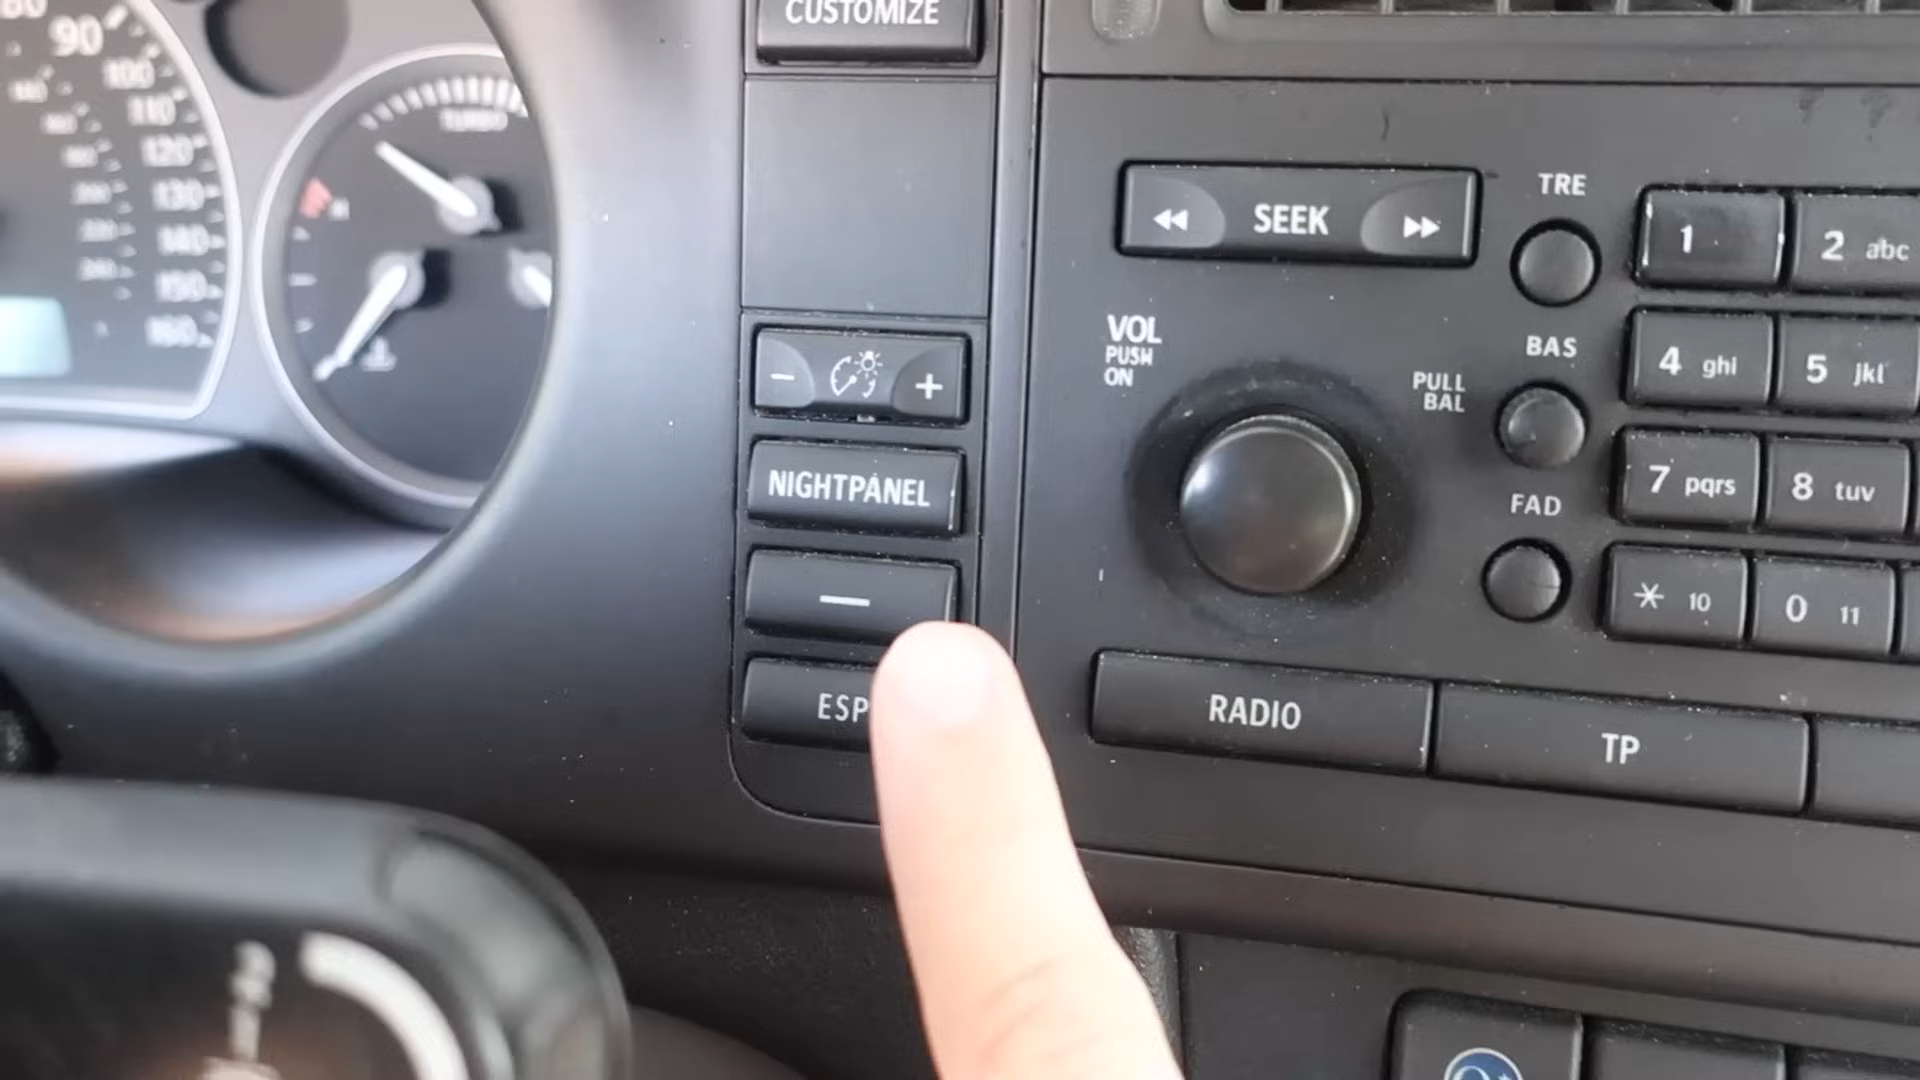 CUSTOMIZE
80
90
100
110
120
130
140
150
160
TURBO
H
− +
NIGHTPANEL
—
ESP
SEEK
VOL
PUSH
ON
TRE
BAS
PULL
BAL
FAD
1
2 abc
4 ghi
5 jkl
7 pqrs
8 tuv
* 10
0 11
RADIO
TP